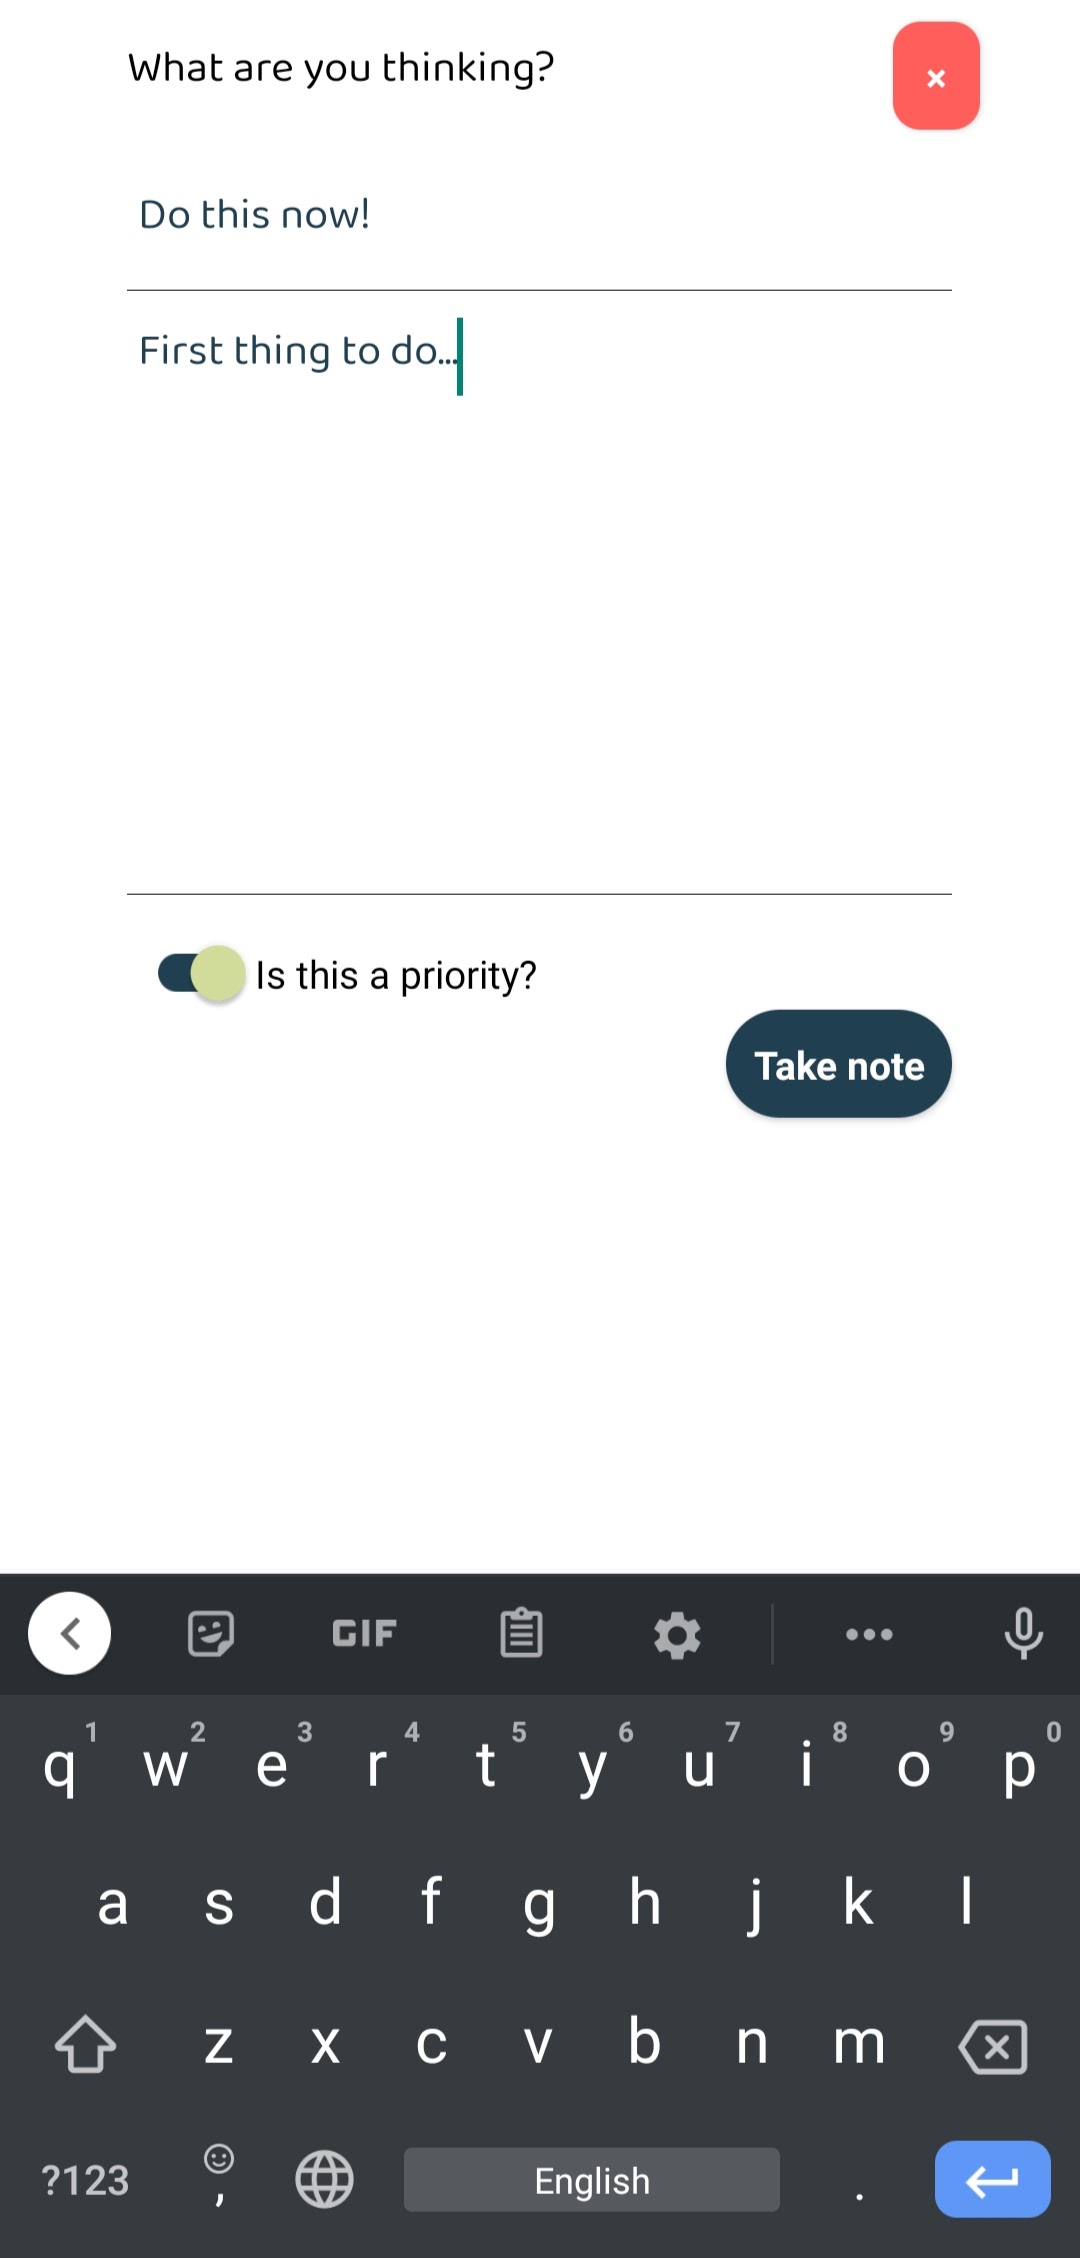 What are you thinking?
×
Do this now!
First thing to do...
Is this a priority?
Take note
GIF
1 2 3 4 5 6 7 8 9 0
q w e r t y u i o p
a s d f g h j k l
z x c v b n m
?123 , English .